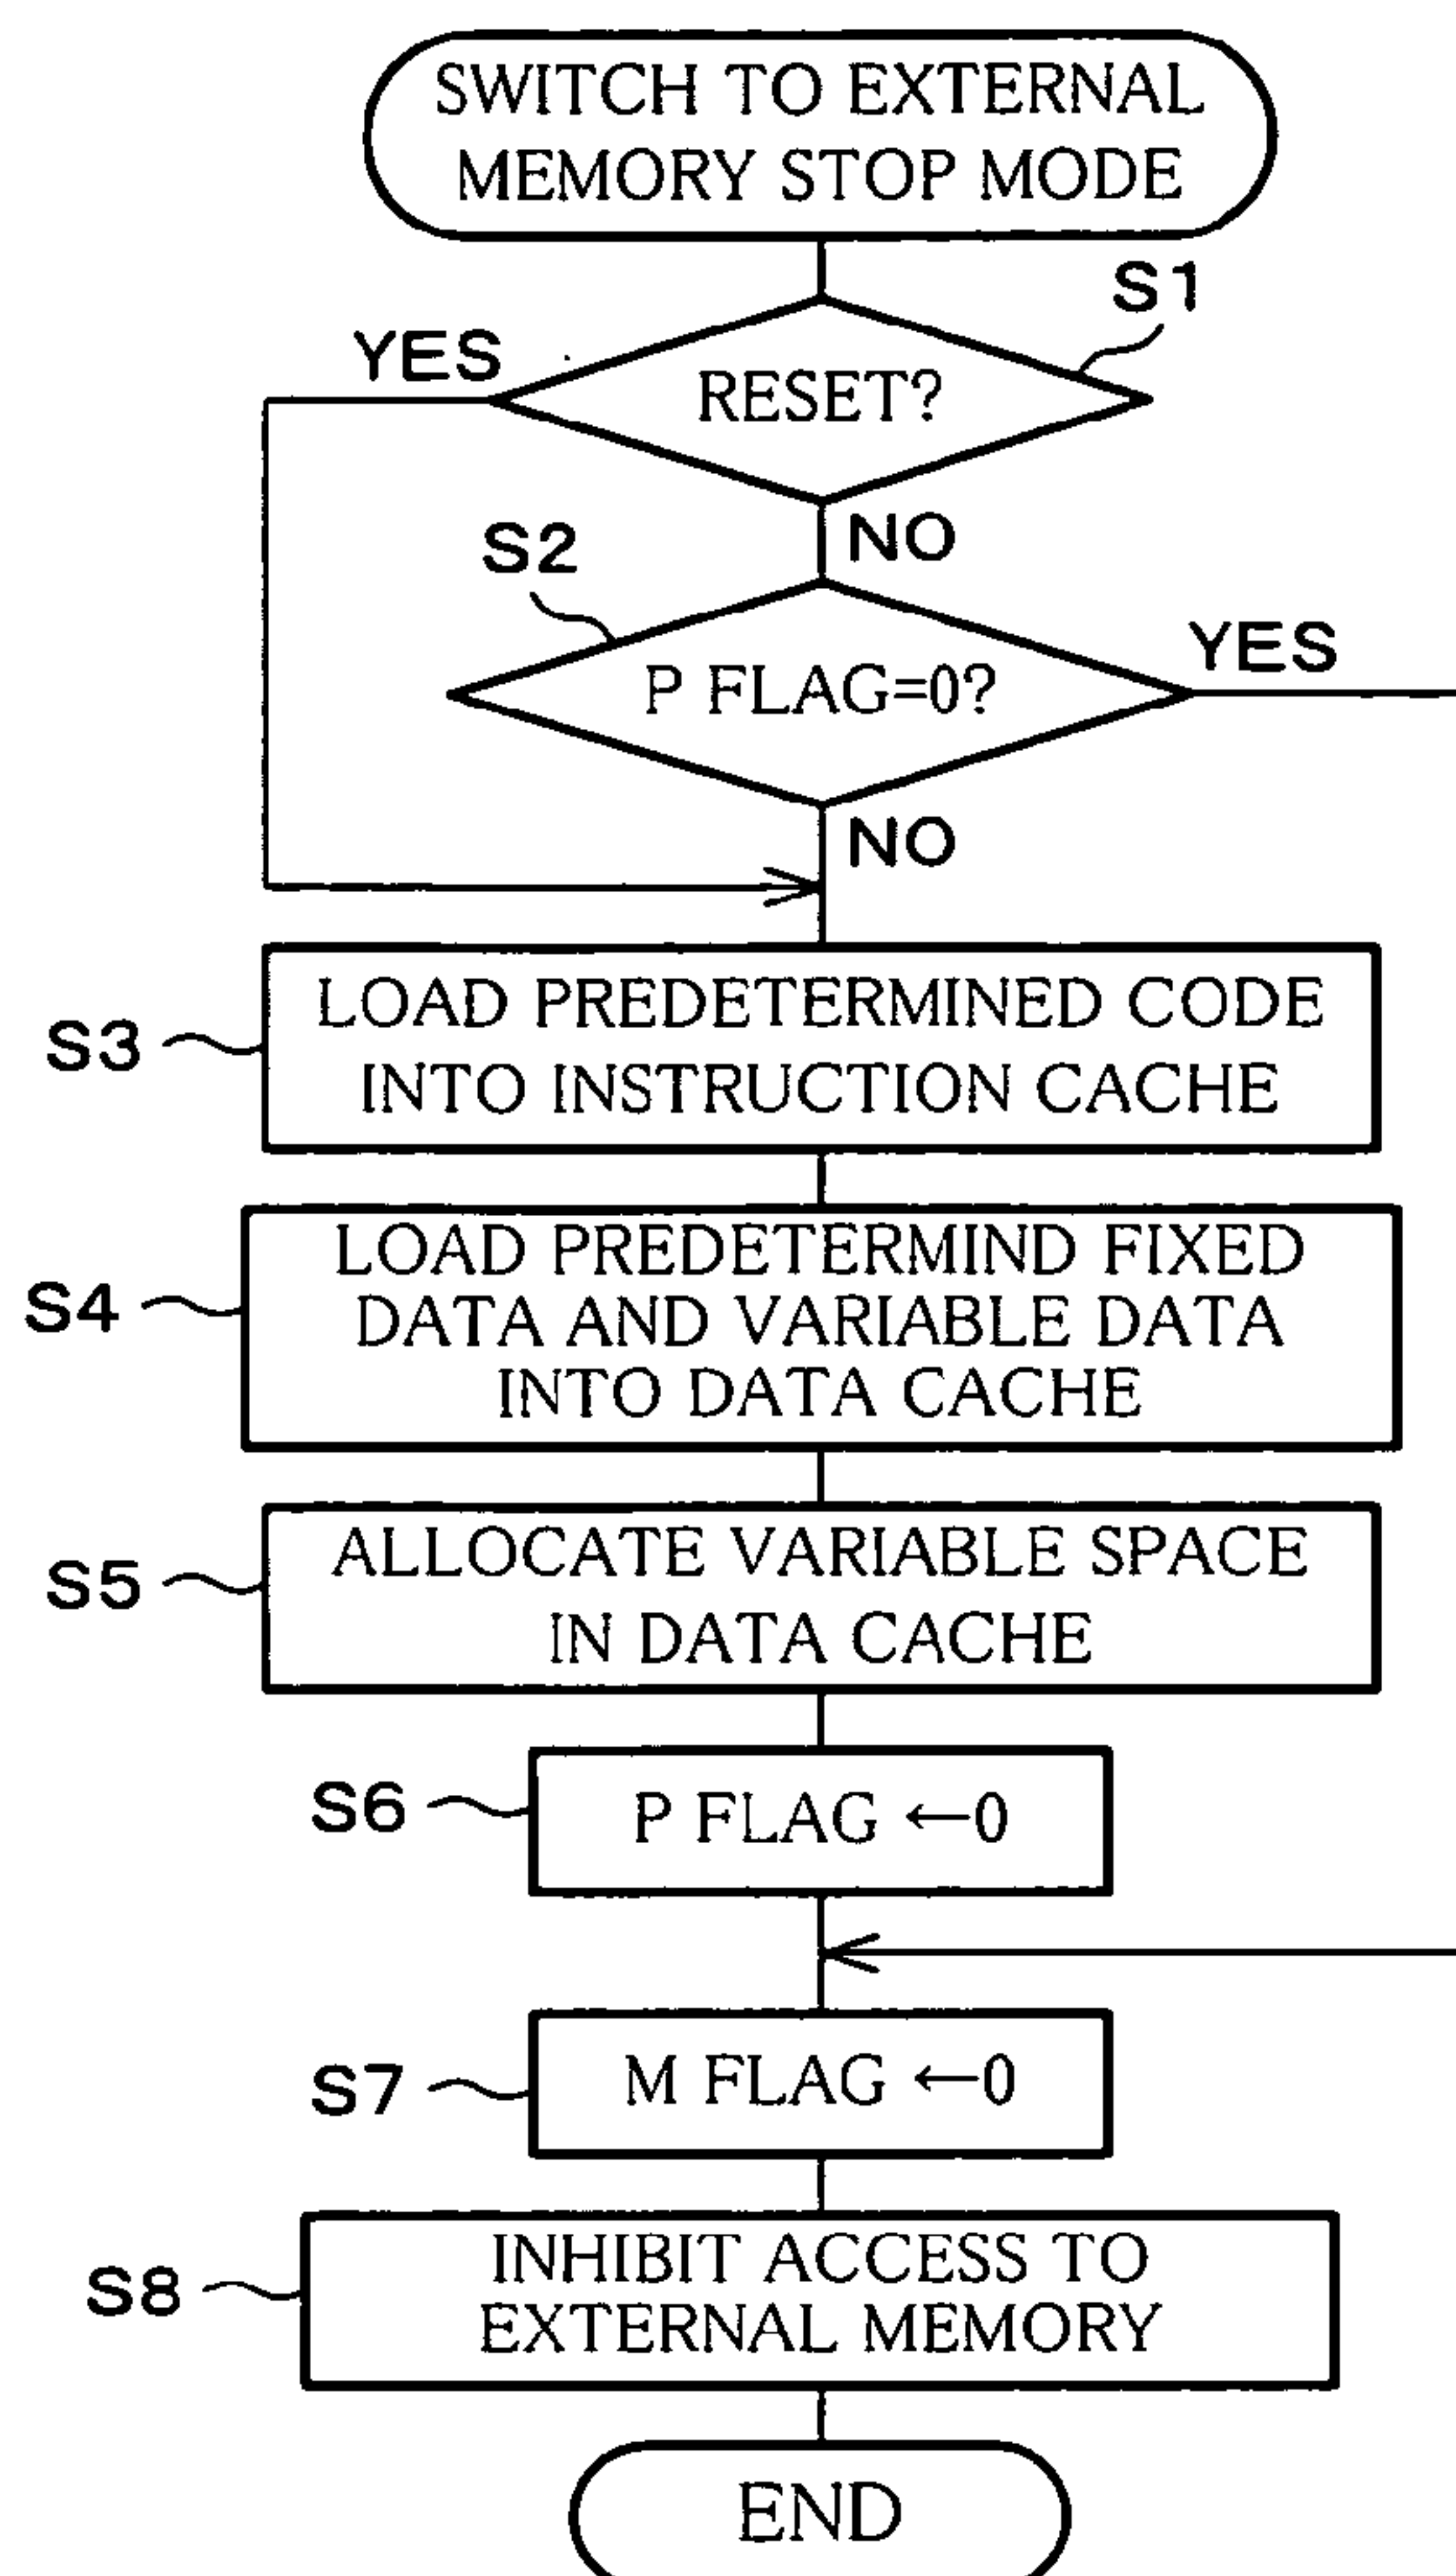 SWITCH TO EXTERNAL
MEMORY STOP MODE
S1
YES
RESET?
NO
S2
YES
P FLAG=0?
NO
S3
LOAD PREDETERMINED CODE
INTO INSTRUCTION CACHE
S4
LOAD PREDETERMIND FIXED
DATA AND VARIABLE DATA
INTO DATA CACHE
S5
ALLOCATE VARIABLE SPACE
IN DATA CACHE
S6
P FLAG ←0
S7
M FLAG ←0
S8
INHIBIT ACCESS TO
EXTERNAL MEMORY
END